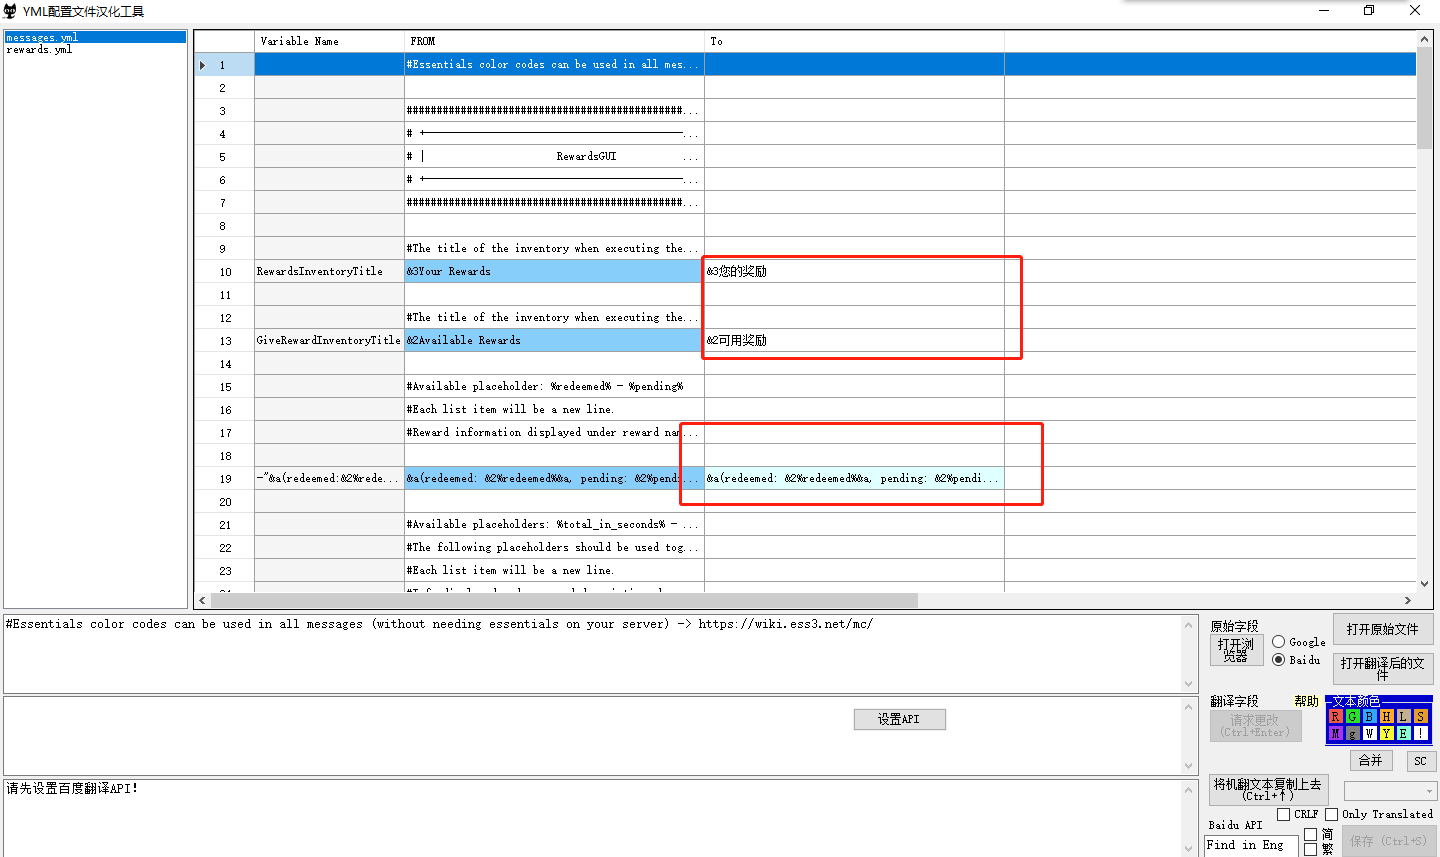 YML配置文件汉化工具
messages.yml
rewards.yml
Variable Name FROM To
1 #Essentials color codes can be used in all mes...
2
3 ##############################################...
4 # +-------------------------------------------...
5 # | RewardsGUI ...
6 # +-------------------------------------------...
7 ##############################################...
8
9 #The title of the inventory when executing the...
10 RewardsInventoryTitle &3Your Rewards &3您的奖励
11
12 #The title of the inventory when executing the...
13 GiveRewardInventoryTitle &2Available Rewards &2可用奖励
14
15 #Available placeholder: %redeemed% - %pending%
16 #Each list item will be a new line.
17 #Reward information displayed under reward nam...
18
19 -"&a(redeemed:&2%rede... &a(redeemed: &2%redeemed%&a, pending: &2%pendi... &a(redeemed: &2%redeemed%&a, pending: &2%pendi...
20
21 #Available placeholders: %total_in_seconds% - ...
22 #The following placeholders should be used tog...
23 #Each list item will be a new line.
#Essentials color codes can be used in all messages (without needing essentials on your server) -> https://wiki.ess3.net/mc/
原始字段
打开浏览器
Google
Baidu
打开原始文件
打开翻译后的文件
设置API
翻译字段
帮助
请求更改
(Ctrl+Enter)
文本颜色
R G B H L S
M g W Y E !
合并
SC
请先设置百度翻译API!
将机翻文本复制上去
(Ctrl+↑)
CRLF
Only Translated
Baidu API
简
繁
Find in Eng
保存 (Ctrl+S)